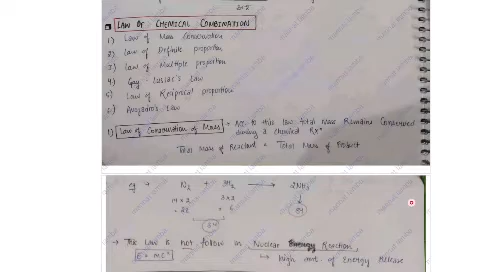 LAW OF CHEMICAL COMBINATION
1) Law of Mass Conservation
2) Law of Definite proportion
3) Law of Multiple proportion
4) Gay Lussac's Law
5) Law of Reciprocal proportion
6) Avogadro's Law
1) Law of Conservation of Mass → Acc. to this law total Mass Remains Conserved
during a chemical Rxⁿ
Total Mass of Reactant = Total Mass of Product
eg → N₂ + 3H₂ → 2NH₃
14 x 2 3 x 2
= 28 = 6
34 34
→ This Law is not follow in Nuclear Reaction,
E = mc² ↳ High amt. of Energy Release